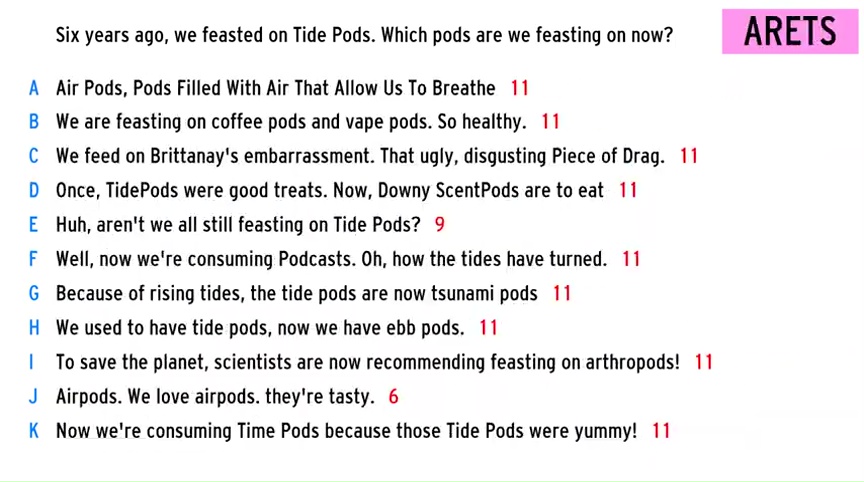 Six years ago, we feasted on Tide Pods. Which pods are we feasting on now?
ARETS
A Air Pods, Pods Filled With Air That Allow Us To Breathe 11
B We are feasting on coffee pods and vape pods. So healthy. 11
C We feed on Brittanay's embarrassment. That ugly, disgusting Piece of Drag. 11
D Once, TidePods were good treats. Now, Downy ScentPods are to eat 11
E Huh, aren't we all still feasting on Tide Pods? 9
F Well, now we're consuming Podcasts. Oh, how the tides have turned. 11
G Because of rising tides, the tide pods are now tsunami pods 11
H We used to have tide pods, now we have ebb pods. 11
I To save the planet, scientists are now recommending feasting on arthropods! 11
J Airpods. We love airpods. they're tasty. 6
K Now we're consuming Time Pods because those Tide Pods were yummy! 11